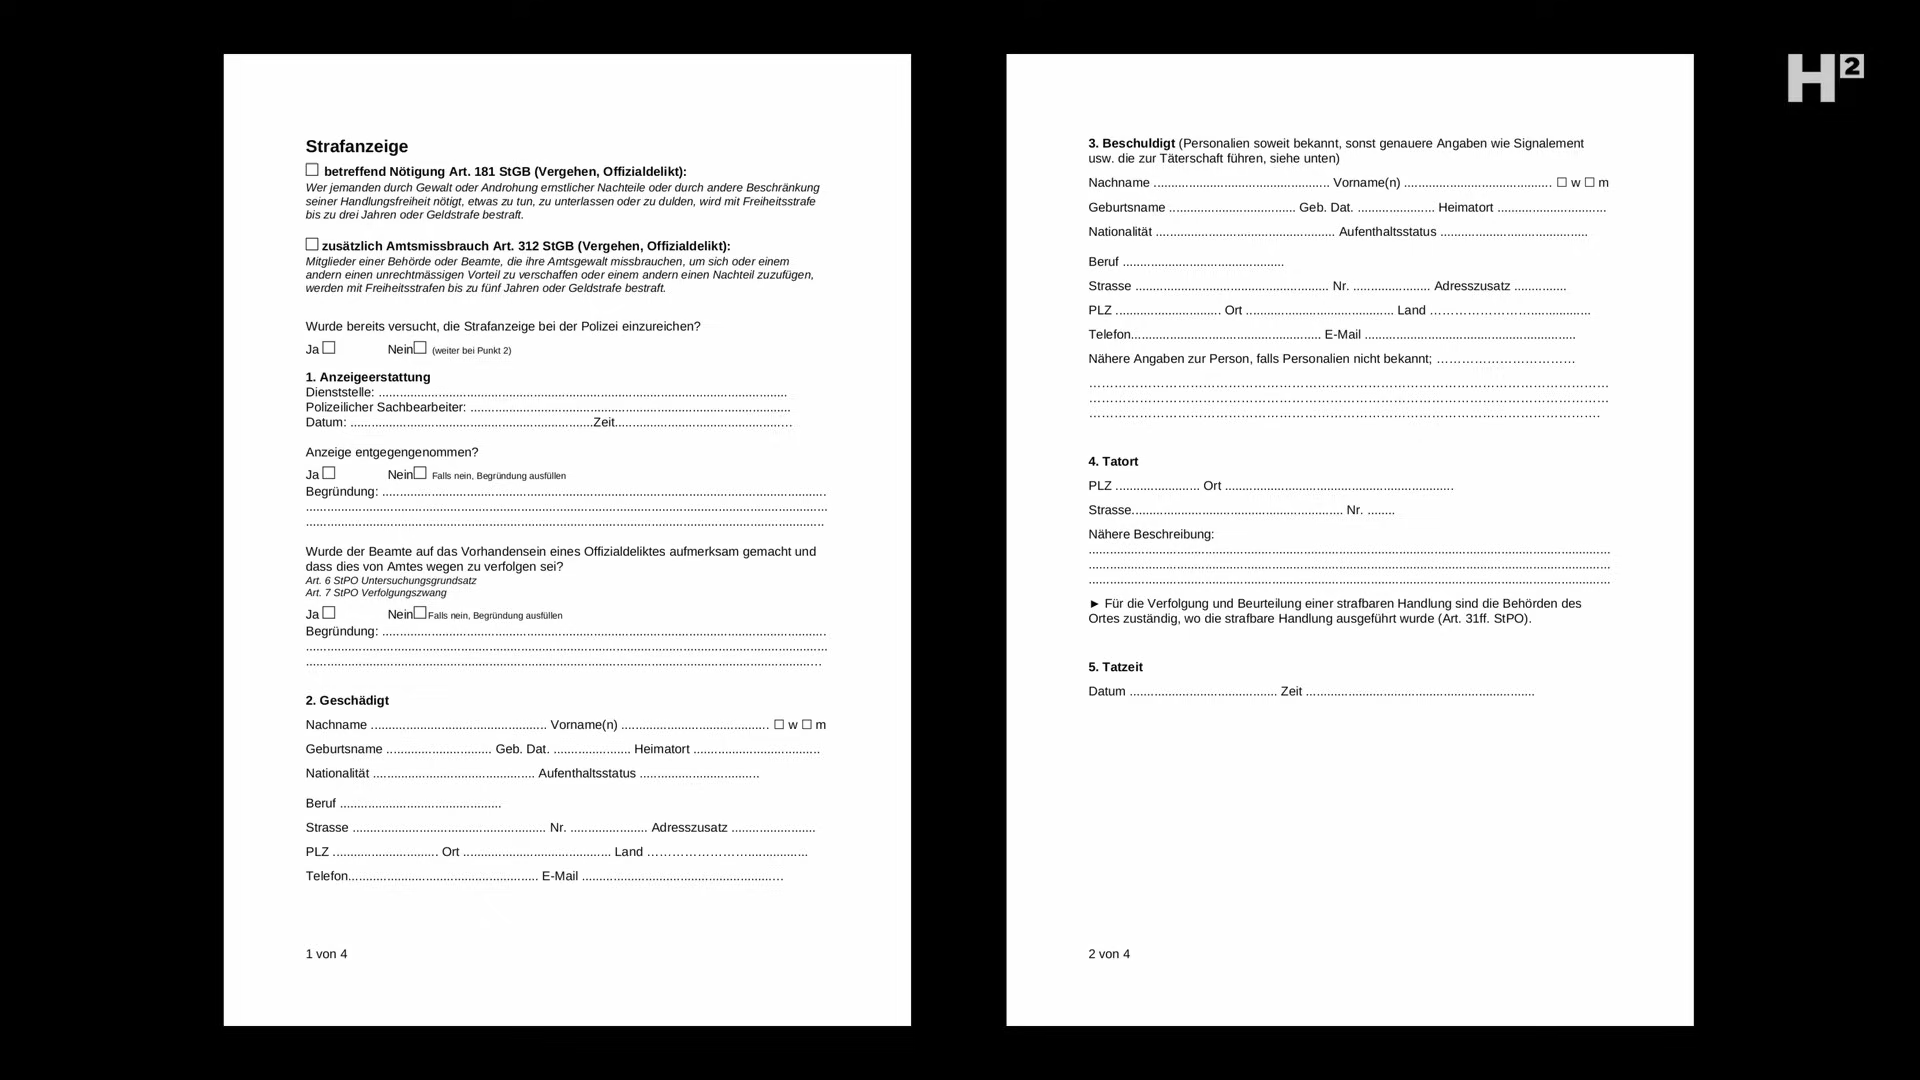 Strafanzeige
☐ betreffend Nötigung Art. 181 StGB (Vergehen, Offizialdelikt):
Wer jemanden durch Gewalt oder Androhung ernstlicher Nachteile oder durch andere Beschränkung
seiner Handlungsfreiheit nötigt, etwas zu tun, zu unterlassen oder zu dulden, wird mit Freiheitsstrafe
bis zu drei Jahren oder Geldstrafe bestraft.
☐ zusätzlich Amtsmissbrauch Art. 312 StGB (Vergehen, Offizialdelikt):
Mitglieder einer Behörde oder Beamte, die ihre Amtsgewalt missbrauchen, um sich oder einem
andern einen unrechtmässigen Vorteil zu verschaffen oder einem andern einen Nachteil zuzufügen,
werden mit Freiheitsstrafen bis zu fünf Jahren oder Geldstrafe bestraft.
Wurde bereits versucht, die Strafanzeige bei der Polizei einzureichen?
Ja ☐ Nein ☐ (weiter bei Punkt 2)
1. Anzeigeerstattung
Dienststelle: ..........
Polizeilicher Sachbearbeiter: ..........
Datum: ..........Zeit..........
Anzeige entgegengenommen?
Ja ☐ Nein ☐ Falls nein, Begründung ausfüllen
Begründung: ..........
..........
..........
Wurde der Beamte auf das Vorhandensein eines Offizialdeliktes aufmerksam gemacht und
dass dies von Amtes wegen zu verfolgen sei?
Art. 6 StPO Untersuchungsgrundsatz
Art. 7 StPO Verfolgungszwang
Ja ☐ Nein ☐ Falls nein, Begründung ausfüllen
Begründung: ..........
..........
..........
2. Geschädigt
Nachname .......... Vorname(n) .......... ☐ w ☐ m
Geburtsname .......... Geb. Dat. .......... Heimatort ..........
Nationalität .......... Aufenthaltsstatus ..........
Beruf ..........
Strasse .......... Nr. .......... Adresszusatz ..........
PLZ .......... Ort .......... Land ..........
Telefon.......... E-Mail ..........
1 von 4
3. Beschuldigt (Personalien soweit bekannt, sonst genauere Angaben wie Signalement
usw. die zur Täterschaft führen, siehe unten)
Nachname .......... Vorname(n) .......... ☐ w ☐ m
Geburtsname .......... Geb. Dat. .......... Heimatort ..........
Nationalität .......... Aufenthaltsstatus ..........
Beruf ..........
Strasse .......... Nr. .......... Adresszusatz ..........
PLZ .......... Ort .......... Land ..........
Telefon.......... E-Mail ..........
Nähere Angaben zur Person, falls Personalien nicht bekannt; ..........
..........
..........
..........
4. Tatort
PLZ .......... Ort ..........
Strasse.......... Nr. ........
Nähere Beschreibung:
..........
..........
..........
► Für die Verfolgung und Beurteilung einer strafbaren Handlung sind die Behörden des
Ortes zuständig, wo die strafbare Handlung ausgeführt wurde (Art. 31ff. StPO).
5. Tatzeit
Datum .......... Zeit ..........
2 von 4
H2